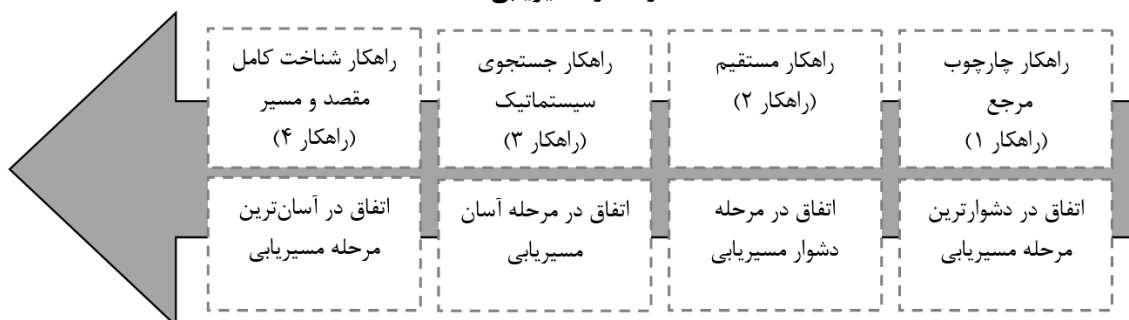 راهکار چارچوب
مرجع
(راهکار ۱)
راهکار مستقیم
(راهکار ۲)
راهکار جستجوی
سیستماتیک
(راهکار ۳)
راهکار شناخت کامل
مقصد و مسیر
(راهکار ۴)
اتفاق در دشوارترین
مرحله مسیریابی
اتفاق در مرحله
دشوار مسیریابی
اتفاق در مرحله آسان
مسیریابی
اتفاق در آسان‌ترین
مرحله مسیریابی